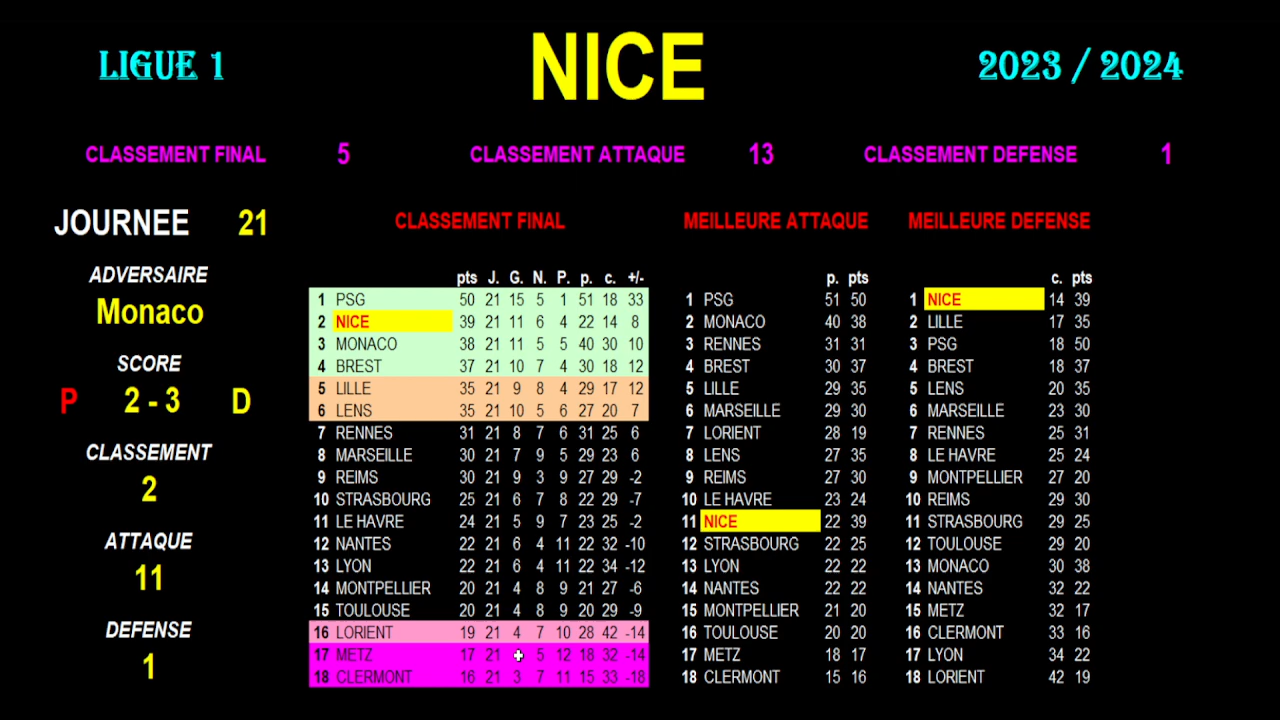 LIGUE 1 NICE 2023 / 2024
CLASSEMENT FINAL 5 CLASSEMENT ATTAQUE 13 CLASSEMENT DEFENSE 1
JOURNEE 21
ADVERSAIRE
Monaco
SCORE
P 2 - 3 D
CLASSEMENT
2
ATTAQUE
11
DEFENSE
1
CLASSEMENT FINAL
pts J. G. N. P. p. c. +/-
1 PSG 50 21 15 5 1 51 18 33
2 NICE 39 21 11 6 4 22 14 8
3 MONACO 38 21 11 5 5 40 30 10
4 BREST 37 21 10 7 4 30 18 12
5 LILLE 35 21 9 8 4 29 17 12
6 LENS 35 21 10 5 6 27 20 7
7 RENNES 31 21 8 7 6 31 25 6
8 MARSEILLE 30 21 7 9 5 29 23 6
9 REIMS 30 21 9 3 9 27 29 -2
10 STRASBOURG 25 21 6 7 8 22 29 -7
11 LE HAVRE 24 21 5 9 7 23 25 -2
12 NANTES 22 21 6 4 11 22 32 -10
13 LYON 22 21 6 4 11 22 34 -12
14 MONTPELLIER 20 21 4 8 9 21 27 -6
15 TOULOUSE 20 21 4 8 9 20 29 -9
16 LORIENT 19 21 4 7 10 28 42 -14
17 METZ 17 21 5 12 18 32 -14
18 CLERMONT 16 21 3 7 11 15 33 -18
MEILLEURE ATTAQUE
p. pts
1 PSG 51 50
2 MONACO 40 38
3 RENNES 31 31
4 BREST 30 37
5 LILLE 29 35
6 MARSEILLE 29 30
7 LORIENT 28 19
8 LENS 27 35
9 REIMS 27 30
10 LE HAVRE 23 24
11 NICE 22 39
12 STRASBOURG 22 25
13 LYON 22 22
14 NANTES 22 22
15 MONTPELLIER 21 20
16 TOULOUSE 20 20
17 METZ 18 17
18 CLERMONT 15 16
MEILLEURE DEFENSE
c. pts
1 NICE 14 39
2 LILLE 17 35
3 PSG 18 50
4 BREST 18 37
5 LENS 20 35
6 MARSEILLE 23 30
7 RENNES 25 31
8 LE HAVRE 25 24
9 MONTPELLIER 27 20
10 REIMS 29 30
11 STRASBOURG 29 25
12 TOULOUSE 29 20
13 MONACO 30 38
14 NANTES 32 22
15 METZ 32 17
16 CLERMONT 33 16
17 LYON 34 22
18 LORIENT 42 19